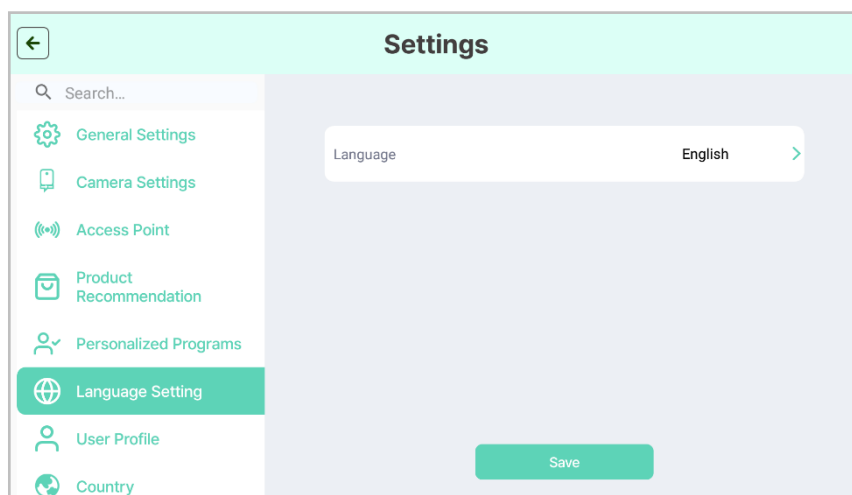 Settings
Search...
General Settings
Camera Settings
Access Point
Product
Recommendation
Personalized Programs
Language Setting
User Profile
Country
Language English
Save